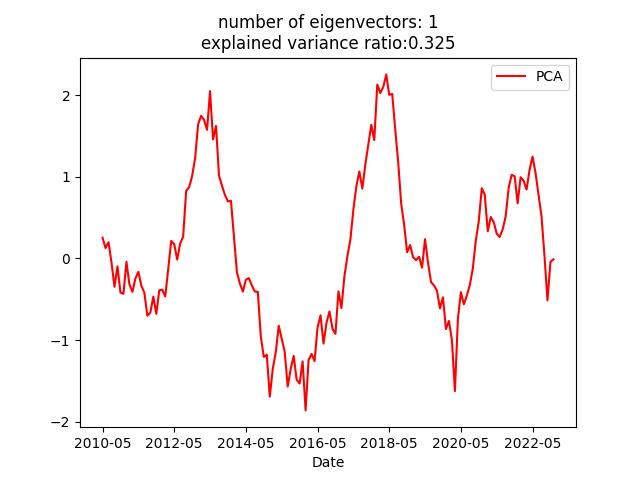 number of eigenvectors: 1
explained variance ratio:0.325
PCA
2
1
0
−1
−2
2010-05 2012-05 2014-05 2016-05 2018-05 2020-05 2022-05
Date